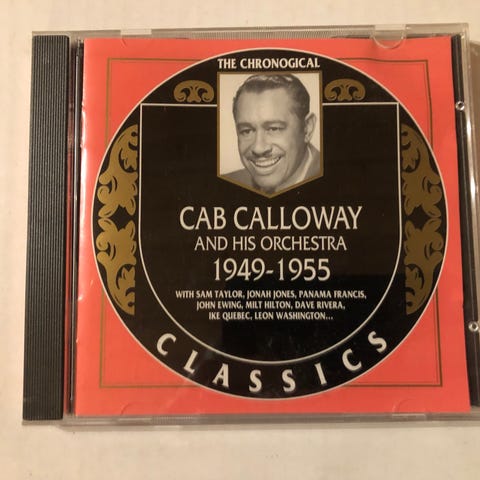 THE CHRONOGICAL
CAB CALLOWAY
AND HIS ORCHESTRA
1949-1955
WITH SAM TAYLOR, JONAH JONES, PANAMA FRANCIS,
JOHN EWING, MILT HILTON, DAVE RIVERA,
IKE QUEBEC, LEON WASHINGTON...
CLASSICS